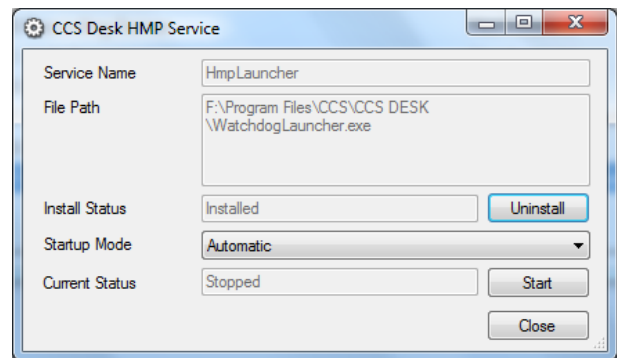 CCS Desk HMP Service
Service Name HmpLauncher
File Path F:\Program Files\CCS\CCS DESK
\WatchdogLauncher.exe
Install Status Installed Uninstall
Startup Mode Automatic
Current Status Stopped Start
Close